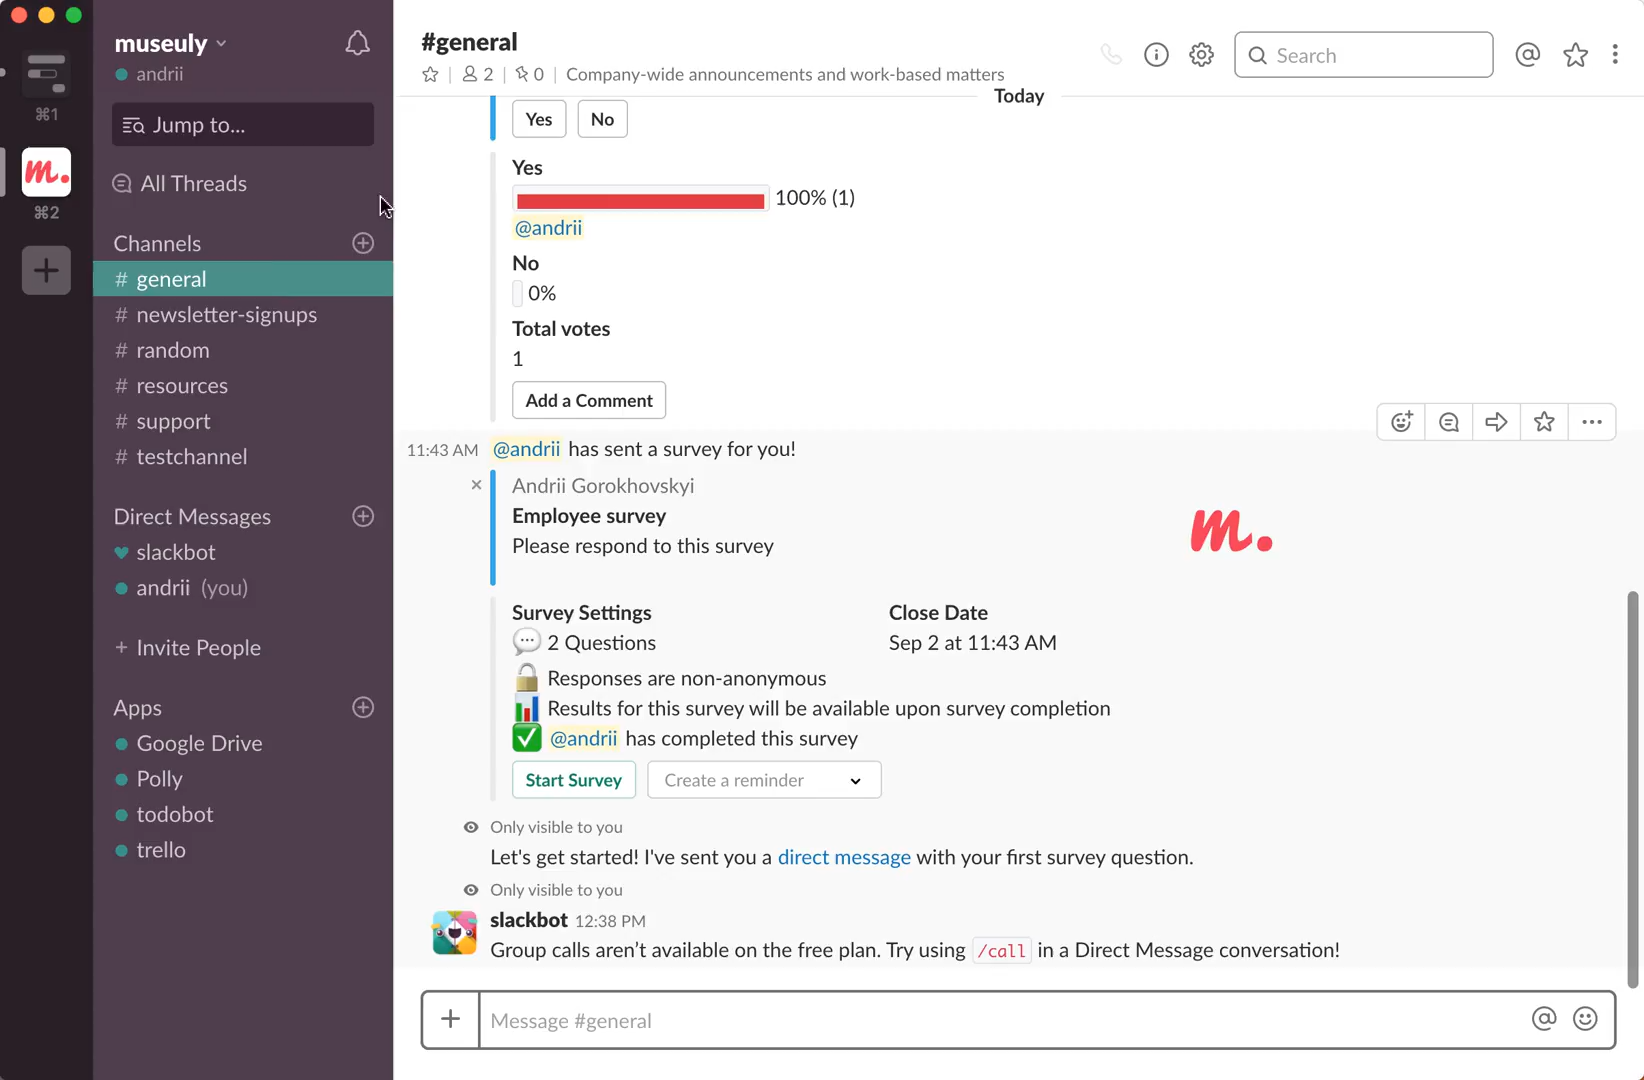 ⌘1
m.
⌘2
museuly
andrii
Jump to...
All Threads
Channels
# general
# newsletter-signups
# random
# resources
# support
# testchannel
Direct Messages
slackbot
andrii (you)
+ Invite People
Apps
Google Drive
Polly
todobot
trello
#general
2 | 0 | Company-wide announcements and work-based matters
Search
Today
Yes No
Yes
100% (1)
@andrii
No
0%
Total votes
1
Add a Comment
11:43 AM @andrii has sent a survey for you!
Andrii Gorokhovskyi
Employee survey
Please respond to this survey
m.
Survey Settings Close Date
2 Questions Sep 2 at 11:43 AM
Responses are non-anonymous
Results for this survey will be available upon survey completion
@andrii has completed this survey
Start Survey Create a reminder
Only visible to you
Let's get started! I've sent you a direct message with your first survey question.
Only visible to you
slackbot 12:38 PM
Group calls aren’t available on the free plan. Try using /call in a Direct Message conversation!
+ Message #general